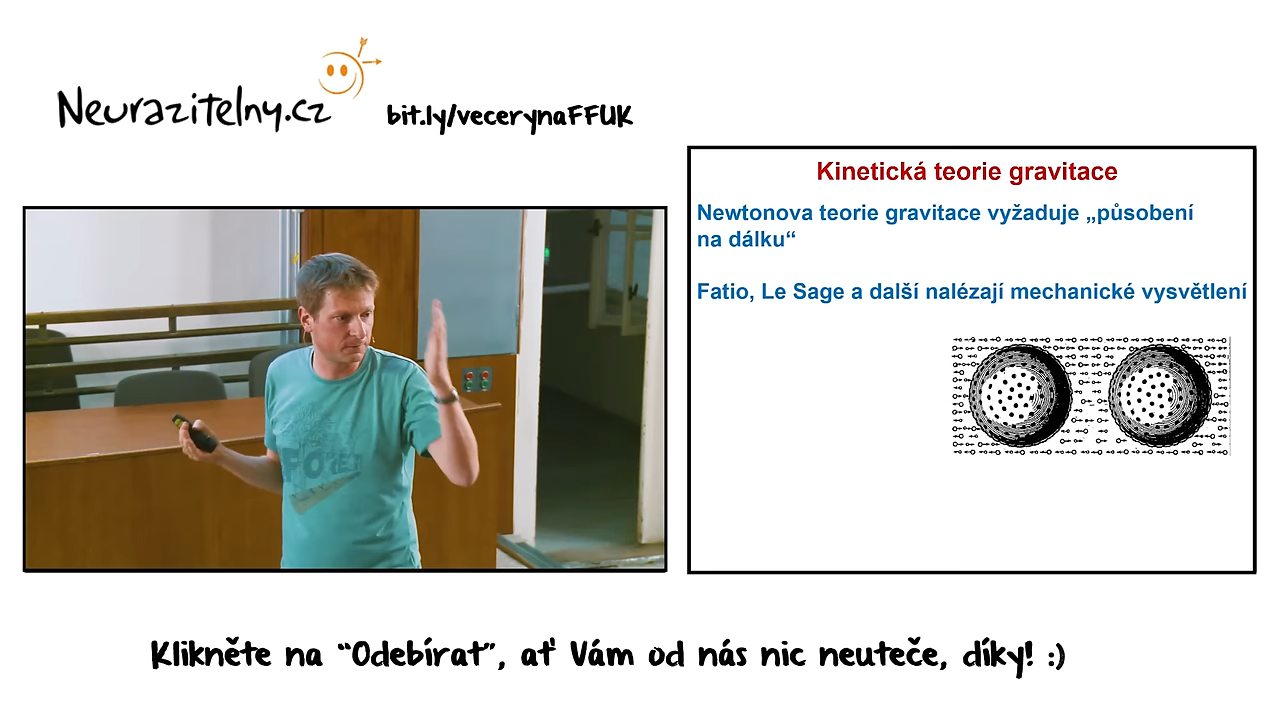 Neurazitelny.cz
bit.ly/vecerynaFFUK
Kinetická teorie gravitace
Newtonova teorie gravitace vyžaduje „působení
na dálku“
Fatio, Le Sage a další nalézají mechanické vysvětlení
Klikněte na “Odebírat”, ať Vám od nás nic neuteče, díky! :)